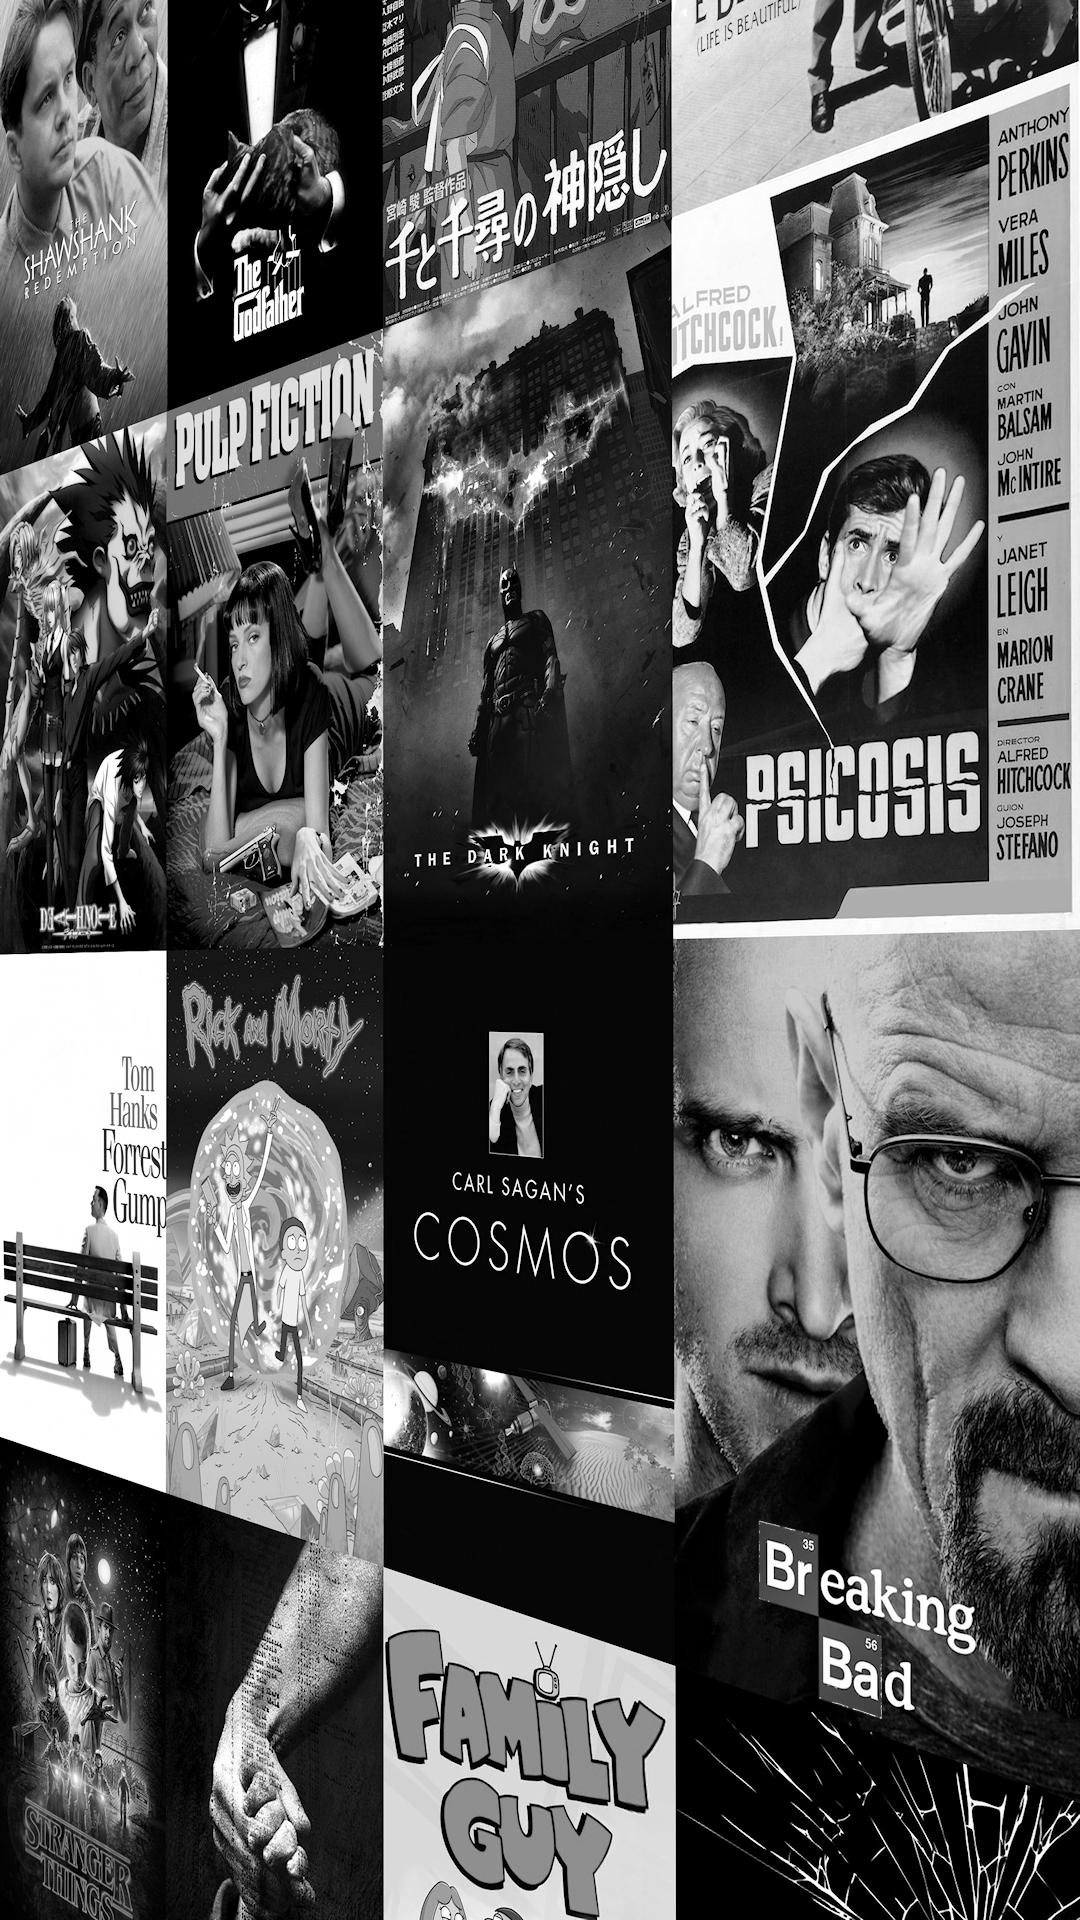 THE
SHAWSHANK
REDEMPTION
The
Godfather
宮崎 駿 監督作品
千と千尋の神隠し
(LIFE IS BEAUTIFUL)
ALFRED
HITCHCOCK
ANTHONY
PERKINS
VERA
MILES
JOHN
GAVIN
CON
MARTIN
BALSAM
JOHN
McINTIRE
Y
JANET
LEIGH
EN
MARION
CRANE
DIRECTOR
ALFRED
HITCHCOCK
GUION
JOSEPH
STEFANO
PSICOSIS
DEATH NOTE
PULP FICTION
THE DARK KNIGHT
Tom
Hanks
Forrest
Gump
Rick and Morty
CARL SAGAN'S
COSMOS
35
Breaking
56
Bad
STRANGER
THINGS
FAMILY
GUY